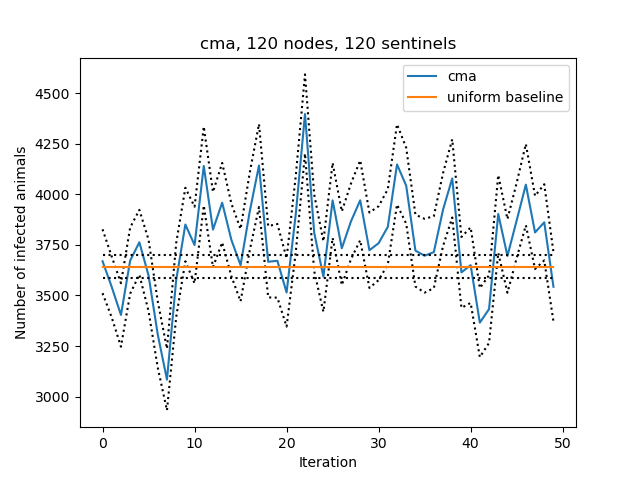 cma, 120 nodes, 120 sentinels
cma
uniform baseline
Number of infected animals
4500
4250
4000
3750
3500
3250
3000
0 10 20 30 40 50
Iteration